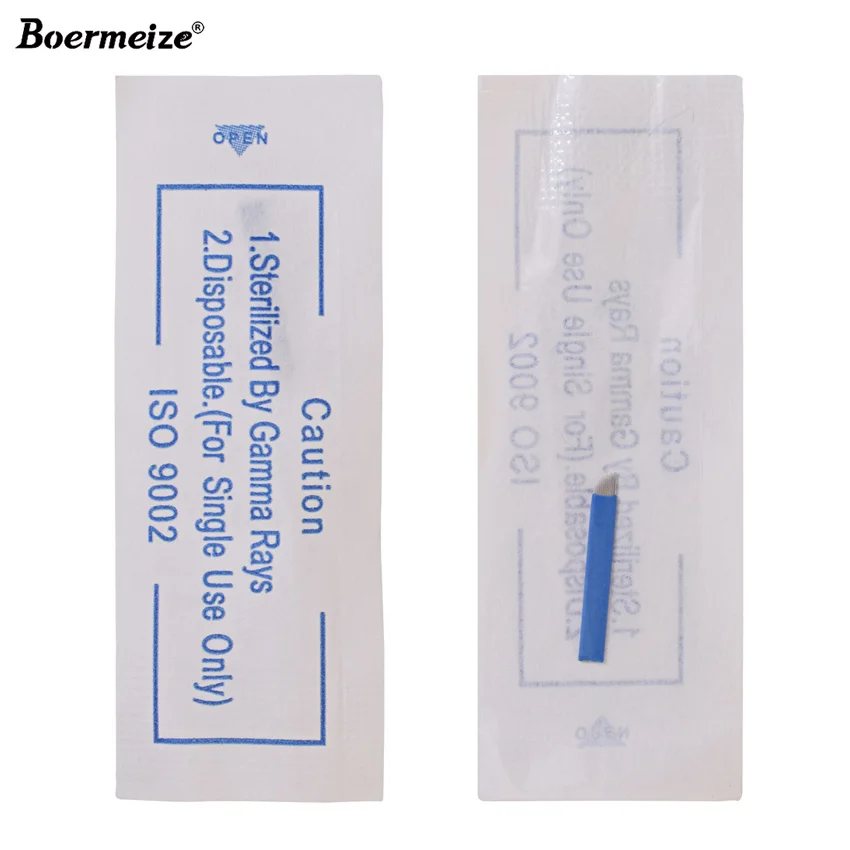 Boermeize®
OPEN
Caution
1.Sterilized By Gamma Rays
2.Disposable.(For Single Use Only)
ISO 9002
Caution
1.Sterilized By Gamma Rays
2.Disposable.(For Single Use Only)
ISO 9002
OPEN